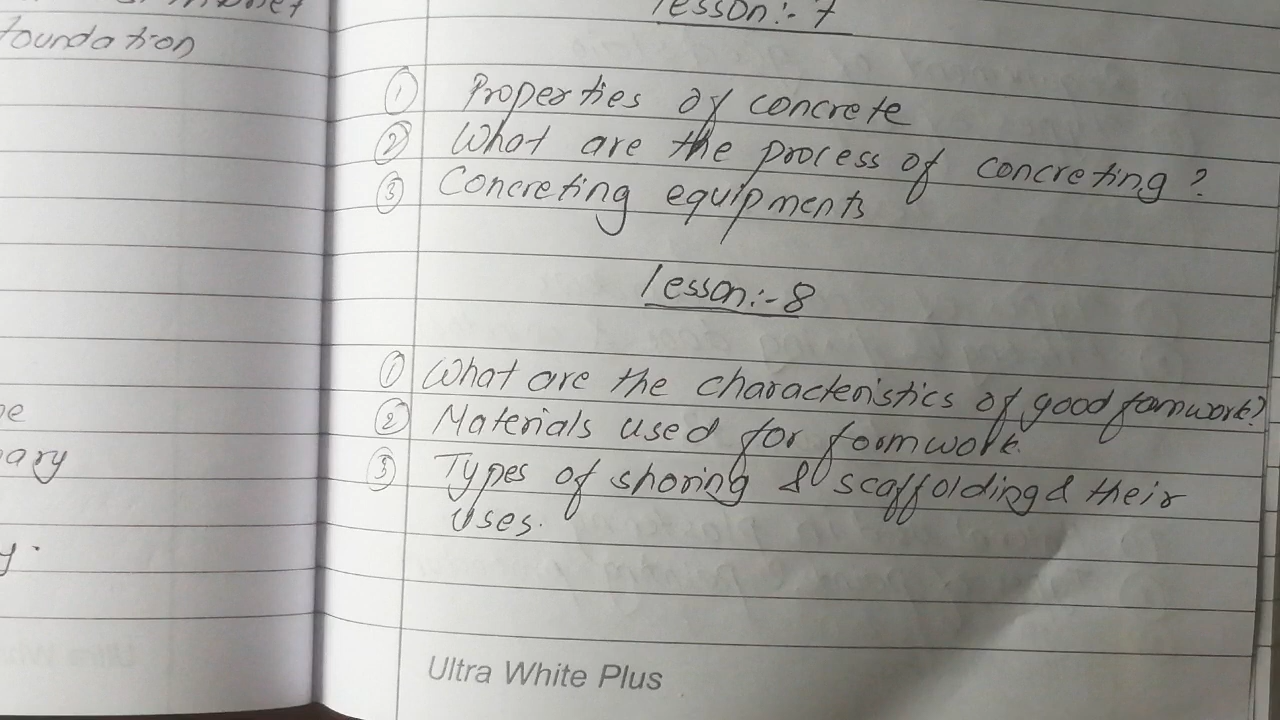 foundation
lesson:- 7
① Properties of concrete
② What are the process of concreting?
③ Concreting equipments
lesson:-8
① What are the characteristics of good formwork?
② Materials used for formwork.
③ Types of shoring & scaffolding & their
uses.
Ultra White Plus